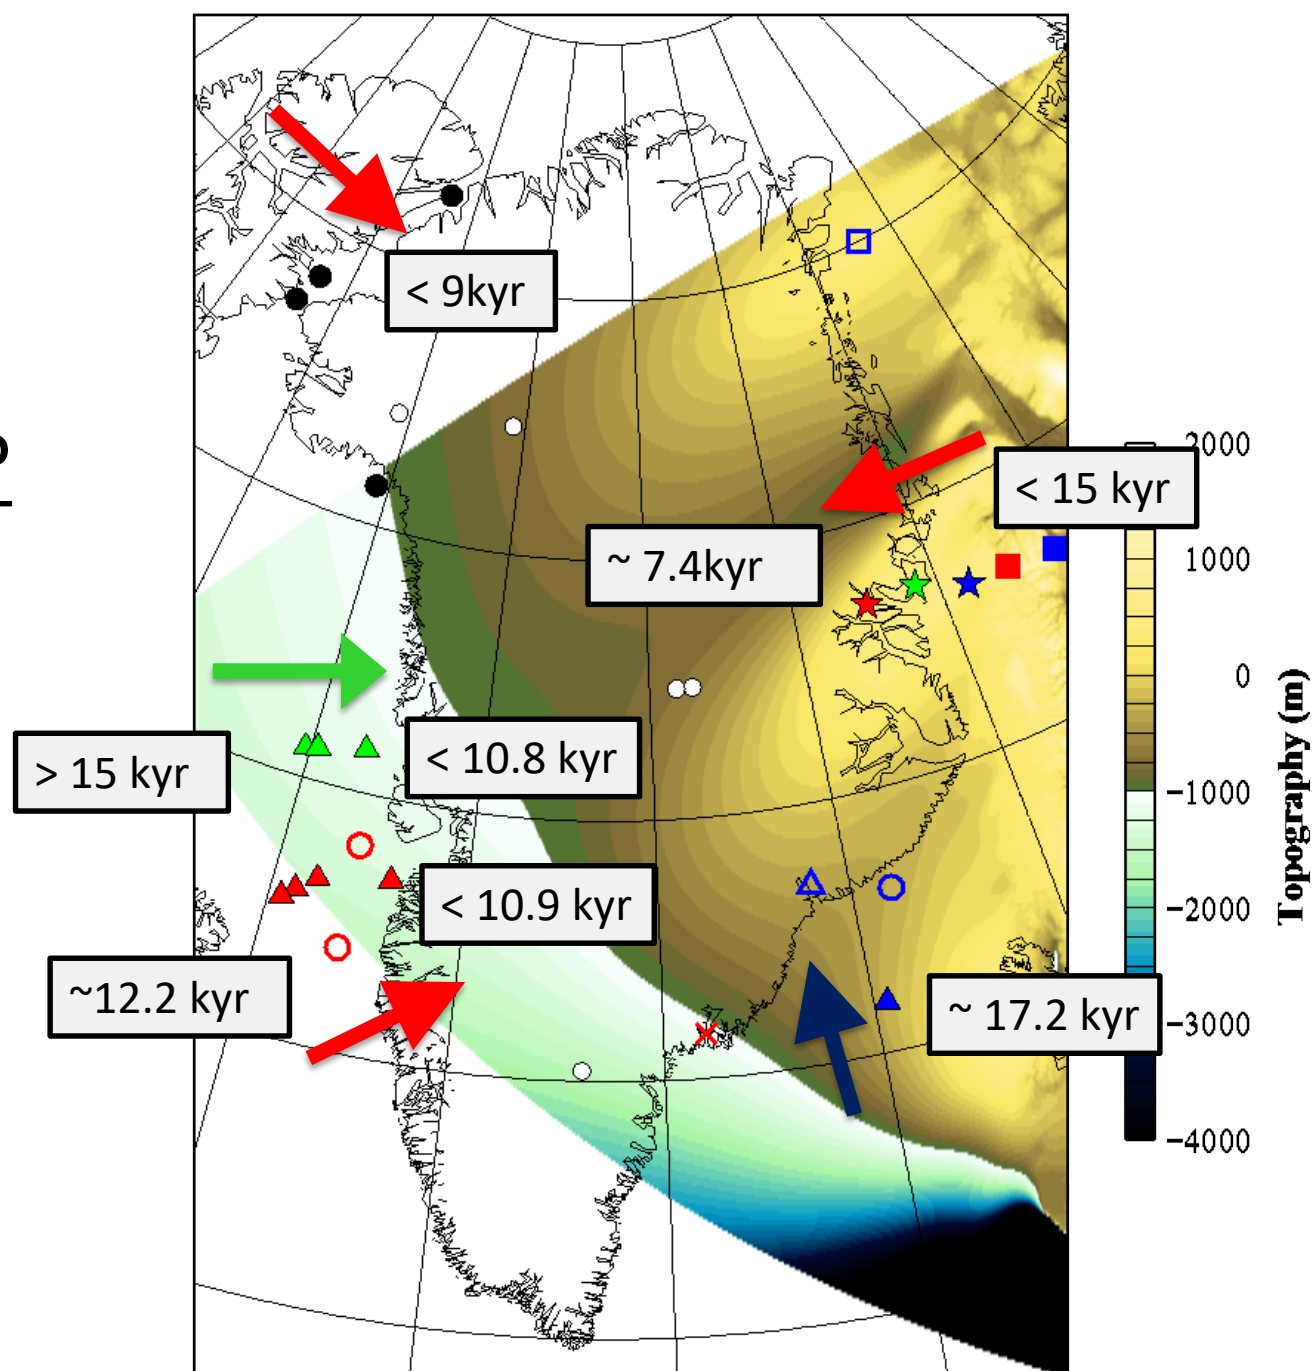 < 9kyr
2000
< 15 kyr
~ 7.4kyr
1000
0
> 15 kyr
< 10.8 kyr
−1000
< 10.9 kyr
−2000
~12.2 kyr
~ 17.2 kyr
−3000
−4000
Topography (m)